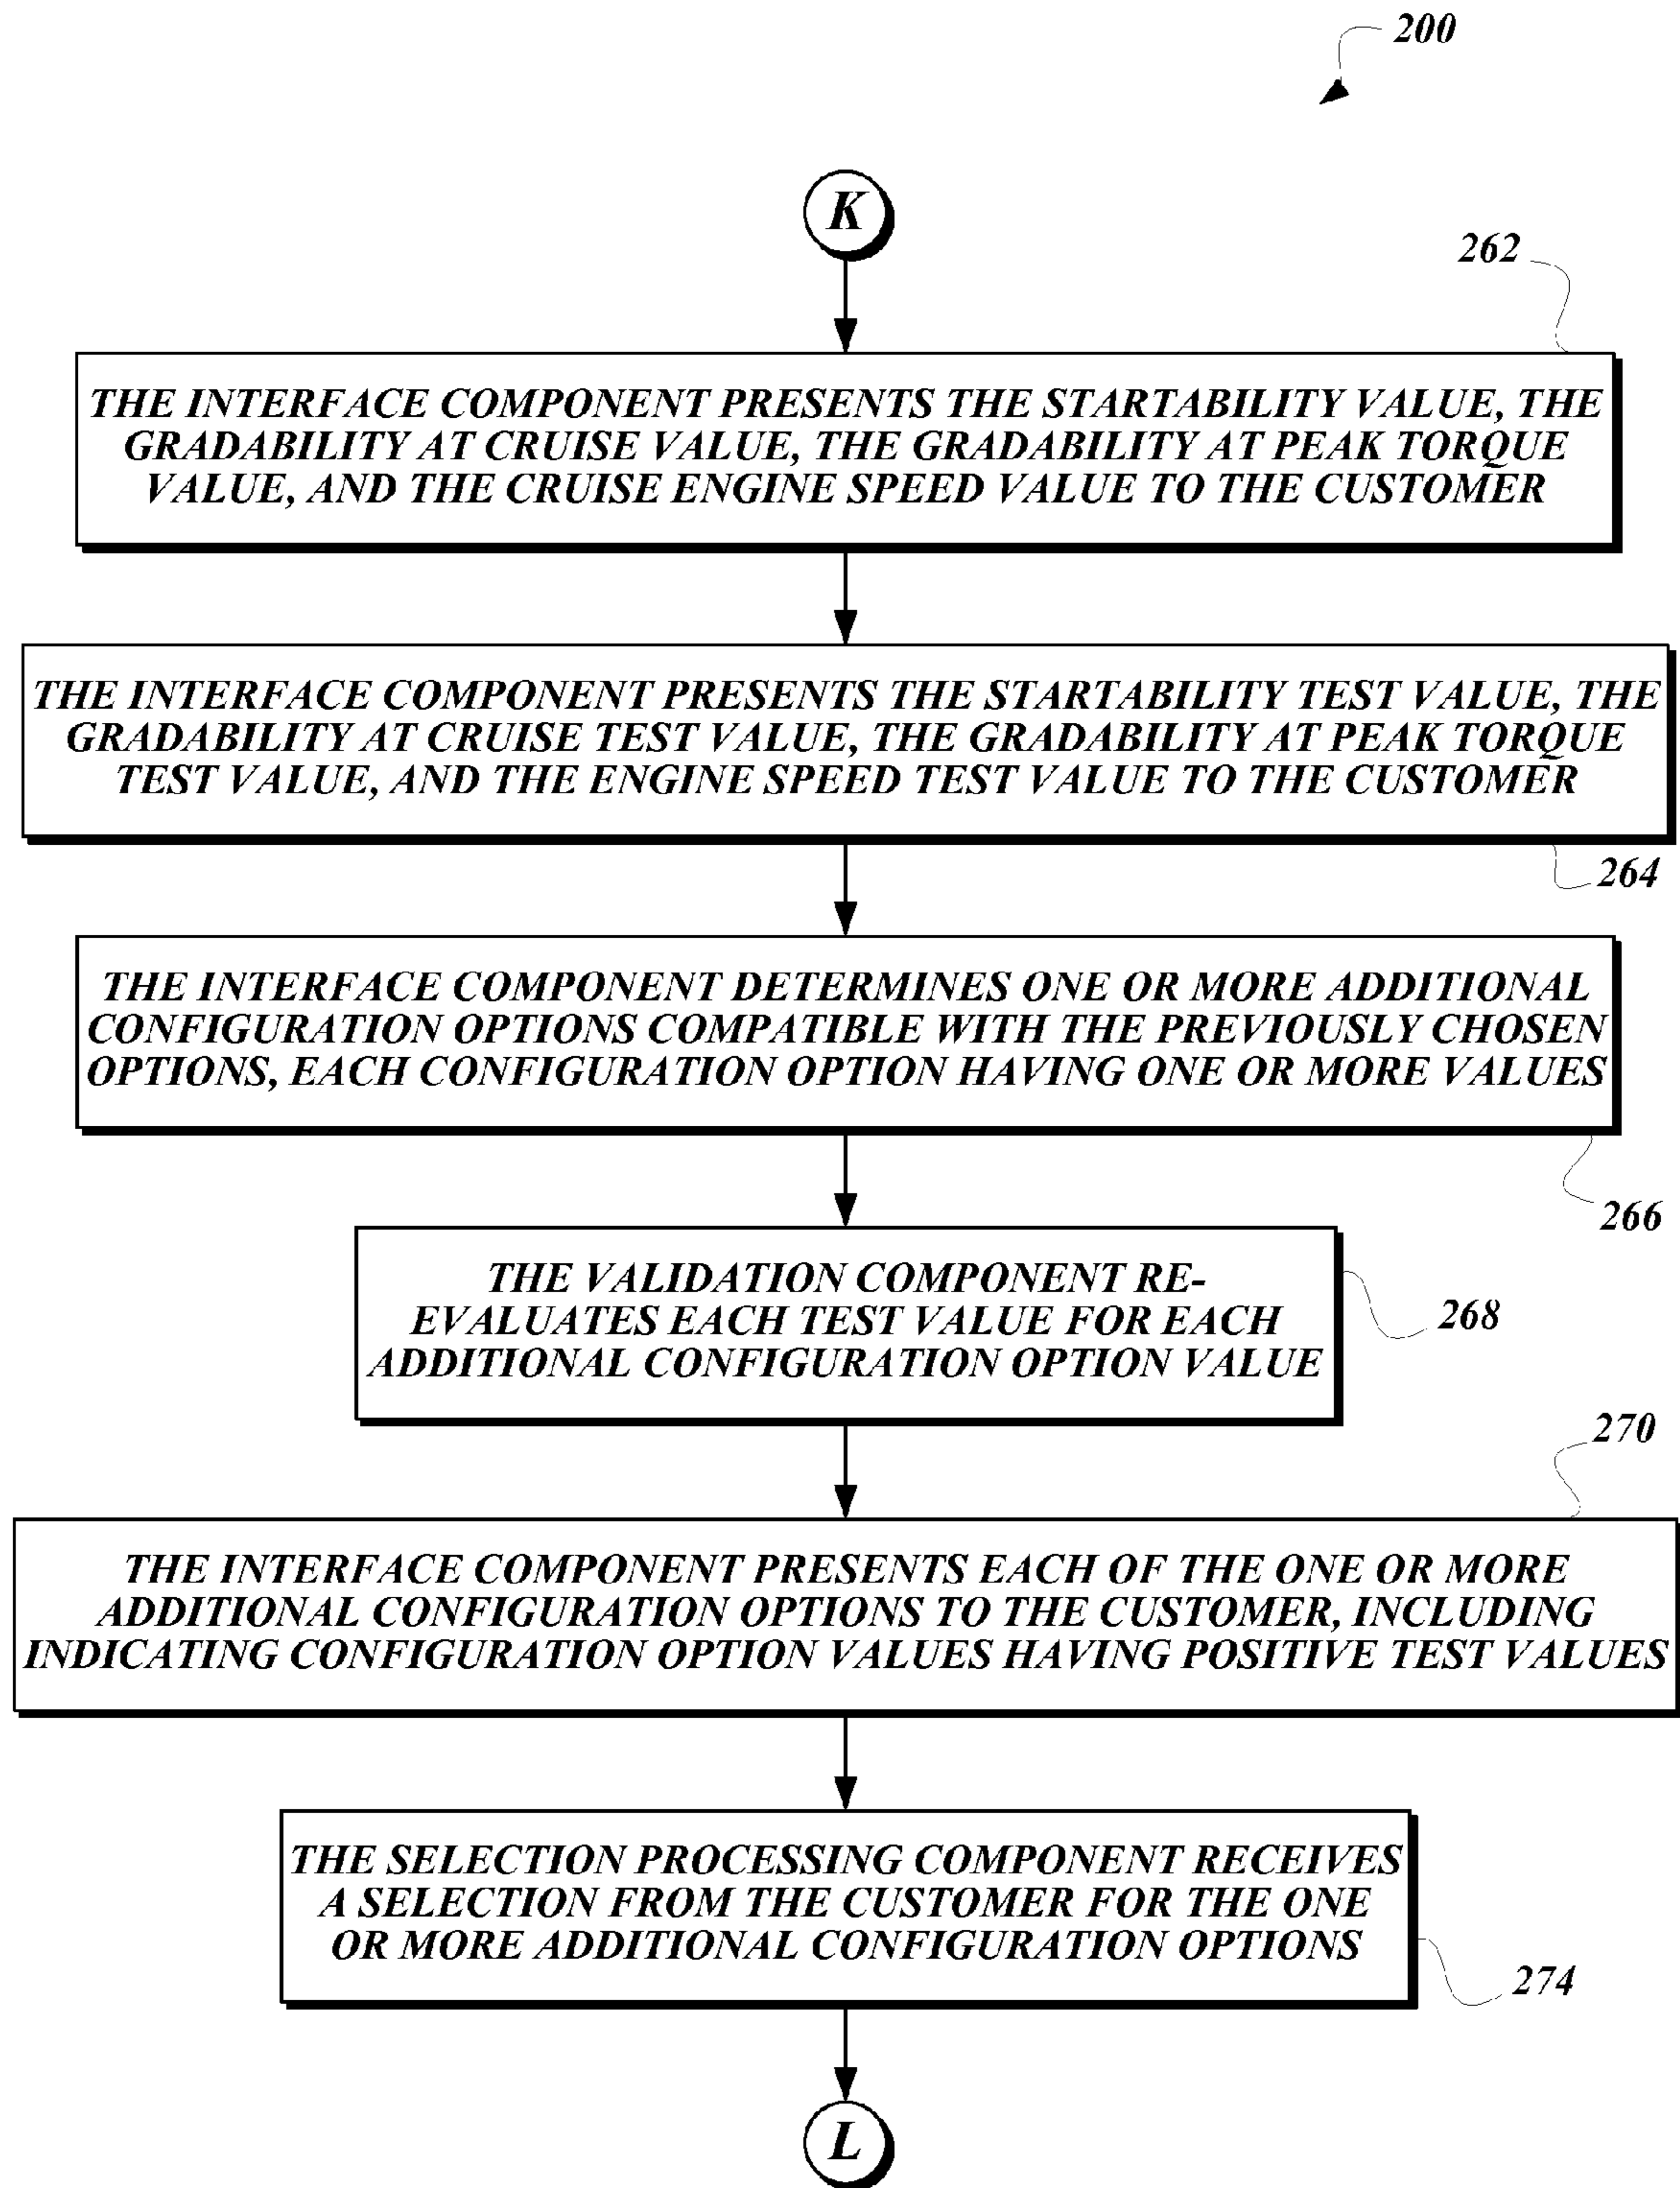 200
K
262
THE INTERFACE COMPONENT PRESENTS THE STARTABILITY VALUE, THE
GRADABILITY AT CRUISE VALUE, THE GRADABILITY AT PEAK TORQUE
VALUE, AND THE CRUISE ENGINE SPEED VALUE TO THE CUSTOMER
THE INTERFACE COMPONENT PRESENTS THE STARTABILITY TEST VALUE, THE
GRADABILITY AT CRUISE TEST VALUE, THE GRADABILITY AT PEAK TORQUE
TEST VALUE, AND THE ENGINE SPEED TEST VALUE TO THE CUSTOMER
264
THE INTERFACE COMPONENT DETERMINES ONE OR MORE ADDITIONAL
CONFIGURATION OPTIONS COMPATIBLE WITH THE PREVIOUSLY CHOSEN
OPTIONS, EACH CONFIGURATION OPTION HAVING ONE OR MORE VALUES
266
THE VALIDATION COMPONENT RE-
EVALUATES EACH TEST VALUE FOR EACH
ADDITIONAL CONFIGURATION OPTION VALUE
268
270
THE INTERFACE COMPONENT PRESENTS EACH OF THE ONE OR MORE
ADDITIONAL CONFIGURATION OPTIONS TO THE CUSTOMER, INCLUDING
INDICATING CONFIGURATION OPTION VALUES HAVING POSITIVE TEST VALUES
THE SELECTION PROCESSING COMPONENT RECEIVES
A SELECTION FROM THE CUSTOMER FOR THE ONE
OR MORE ADDITIONAL CONFIGURATION OPTIONS
274
L